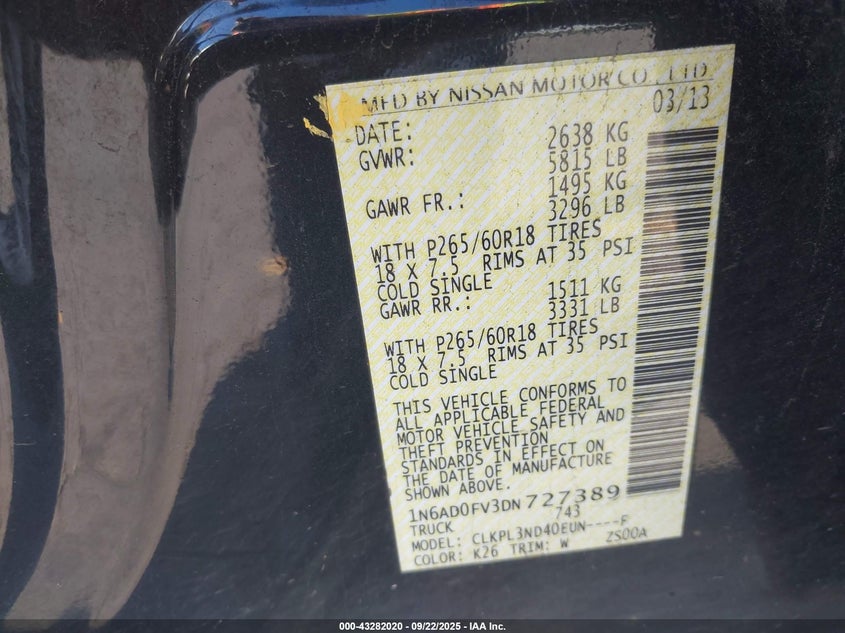 MFD BY NISSAN MOTOR CO., LTD.
DATE: 03/13
GVWR: 2638 KG
5815 LB
GAWR FR.: 1495 KG
3296 LB
WITH P265/60R18 TIRES
18 X 7.5 RIMS AT 35 PSI
COLD SINGLE
GAWR RR.: 1511 KG
3331 LB
WITH P265/60R18 TIRES
18 X 7.5 RIMS AT 35 PSI
COLD SINGLE
THIS VEHICLE CONFORMS TO
ALL APPLICABLE FEDERAL
MOTOR VEHICLE SAFETY AND
THEFT PREVENTION
STANDARDS IN EFFECT ON
THE DATE OF MANUFACTURE
SHOWN ABOVE.
1N6AD0FV3DN727389
TRUCK 743
MODEL: CLKPL3ND40EUN----F
COLOR: K26 TRIM: W ZS00A
000-43282020 - 09/22/2025 - IAA Inc.